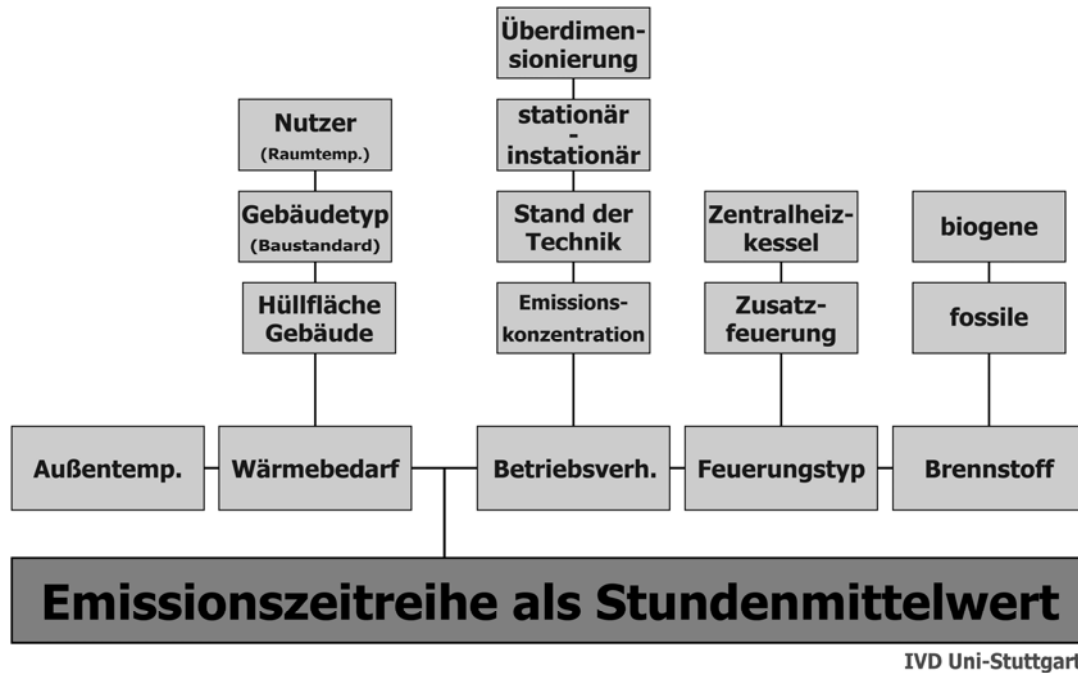 Überdimen-
sionierung
Nutzer
(Raumtemp.)
stationär
-
instationär
Gebäudetyp
(Baustandard)
Stand der
Technik
Zentralheiz-
kessel
biogene
Hüllfläche
Gebäude
Emissions-
konzentration
Zusatz-
feuerung
fossile
Außentemp.
Wärmebedarf
Betriebsverh.
Feuerungstyp
Brennstoff
Emissionszeitreihe als Stundenmittelwert
IVD Uni-Stuttgart